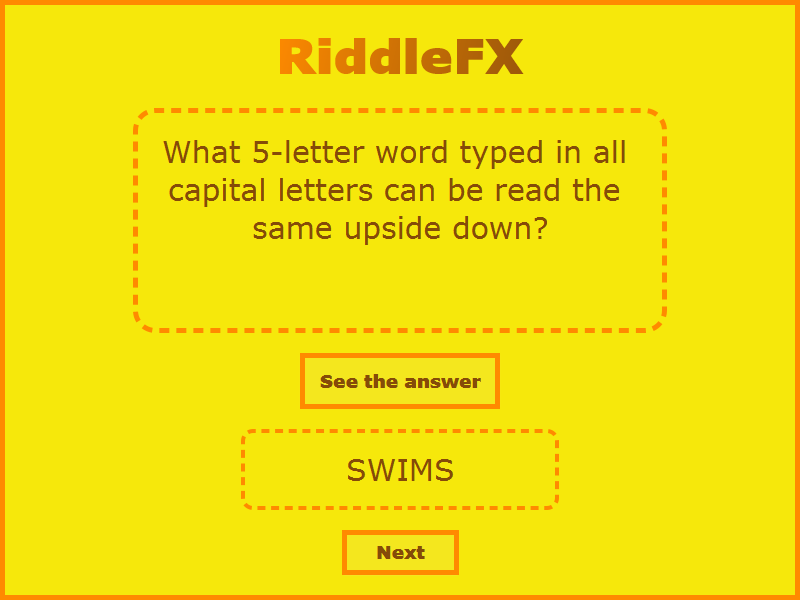 RiddleFX
What 5-letter word typed in all
capital letters can be read the
same upside down?
See the answer
SWIMS
Next